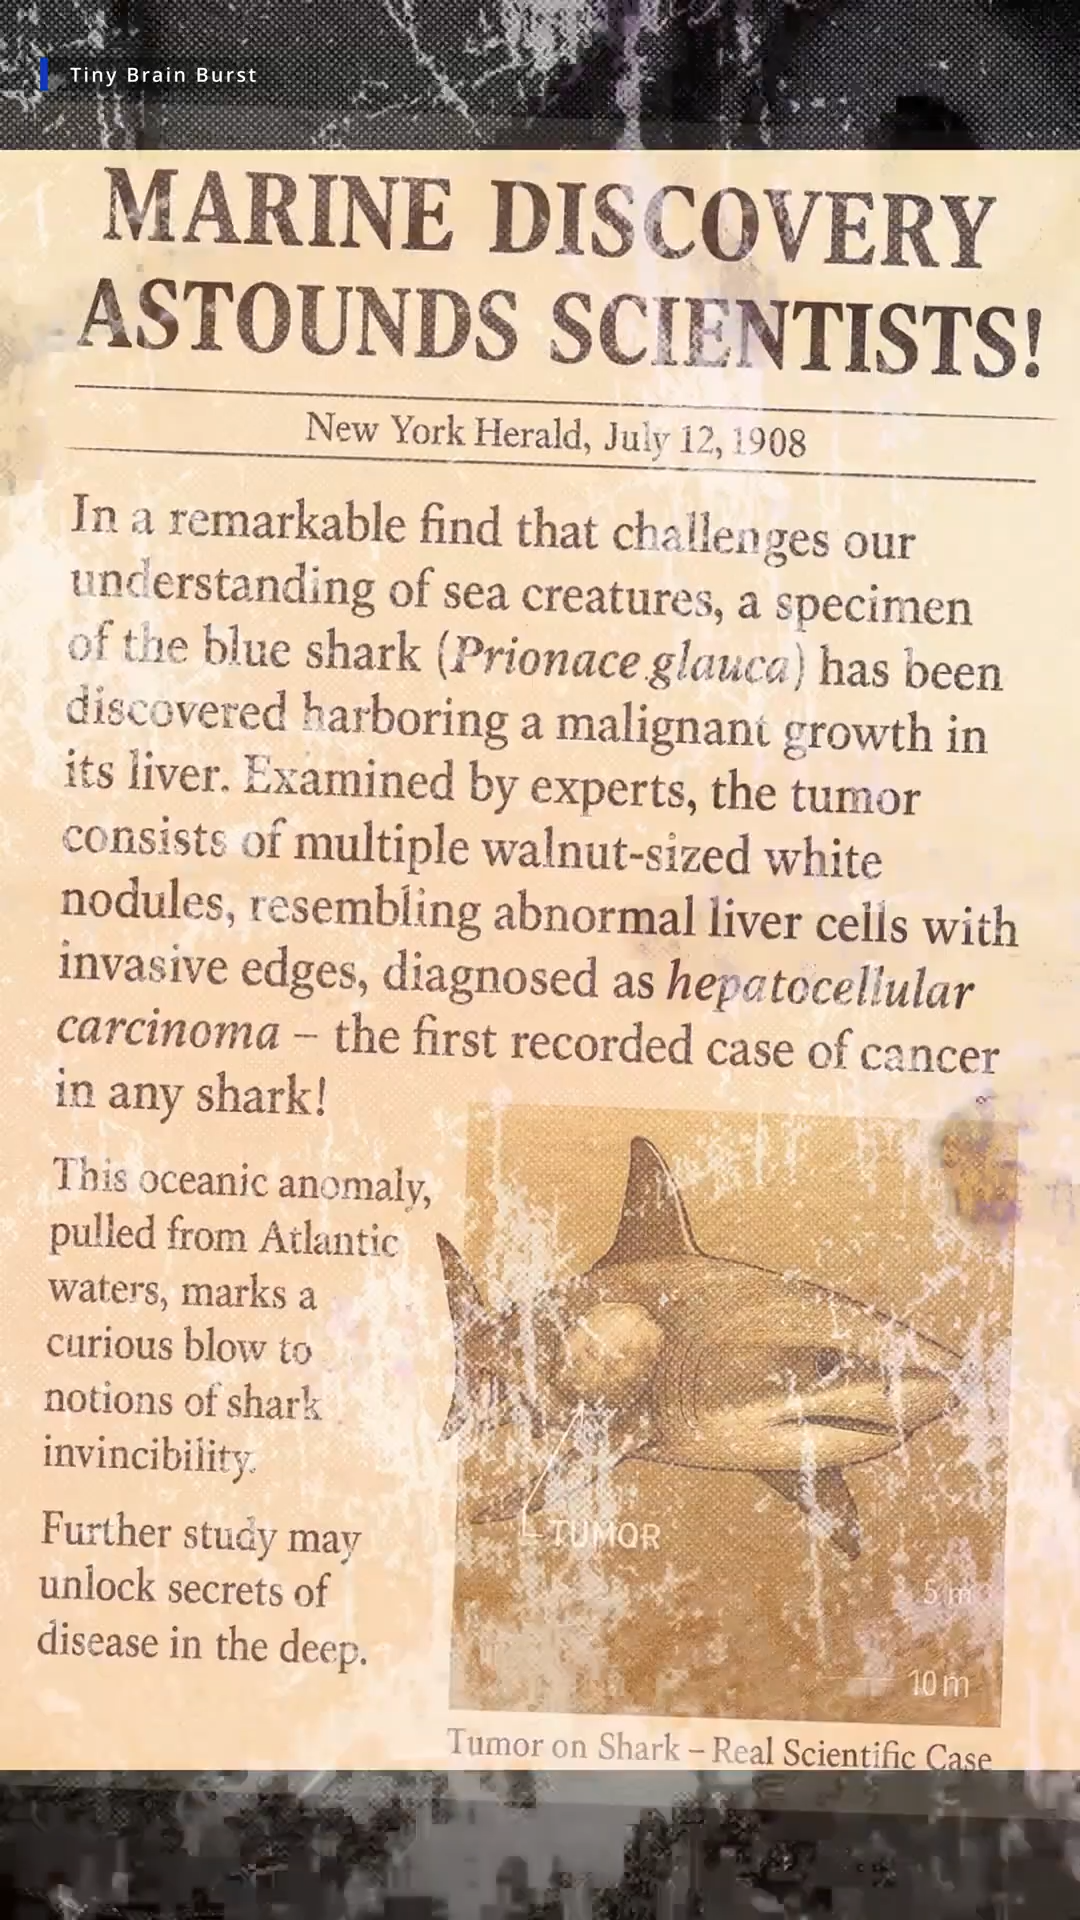 Tiny Brain Burst
MARINE DISCOVERY
ASTOUNDS SCIENTISTS!
New York Herald, July 12, 1908
In a remarkable find that challenges our
understanding of sea creatures, a specimen
of the blue shark (Prionace glauca) has been
discovered harboring a malignant growth in
its liver. Examined by experts, the tumor
consists of multiple walnut-sized white
nodules, resembling abnormal liver cells with
invasive edges, diagnosed as hepatocellular
carcinoma – the first recorded case of cancer
in any shark!
This oceanic anomaly,
pulled from Atlantic
waters, marks a
curious blow to
notions of shark
invincibility.
Further study may
unlock secrets of
disease in the deep.
TUMOR
5 m
10 m
Tumor on Shark – Real Scientific Case